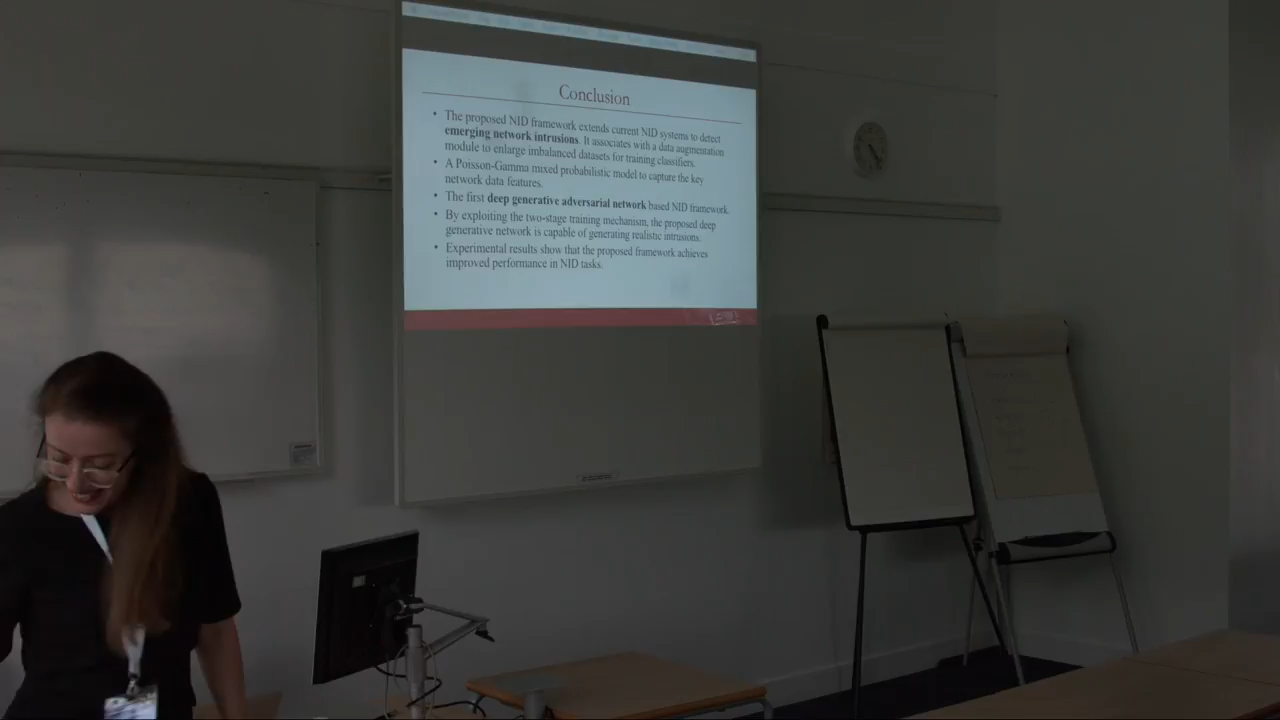 Conclusion
• The proposed NID framework extends current NID systems to detect
emerging network intrusions. It associates with a data augmentation
module to enlarge imbalanced datasets for training classifiers.
• A Poisson-Gamma mixed probabilistic model to capture the key
network data features.
• The first deep generative adversarial network based NID framework.
• By exploiting the two-stage training mechanism, the proposed deep
generative network is capable of generating realistic intrusions.
• Experimental results show that the proposed framework achieves
improved performance in NID tasks.